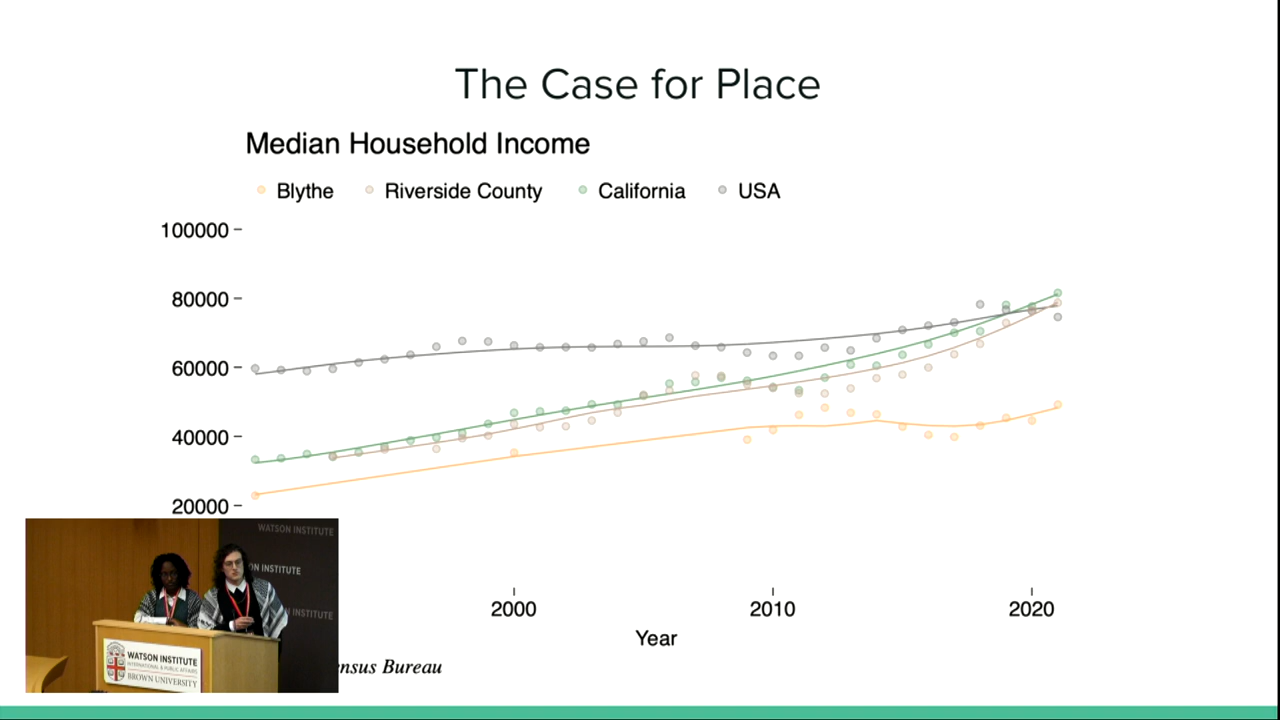 The Case for Place
Median Household Income
Blythe Riverside County California USA
100000
80000
60000
40000
20000
2000 2010 2020
Year
ensus Bureau
WATSON INSTITUTE
ON INSTITUTE
INSTITUTE
WATSON INSTITUTE
INTERNATIONAL & PUBLIC AFFAIRS
BROWN UNIVERSITY